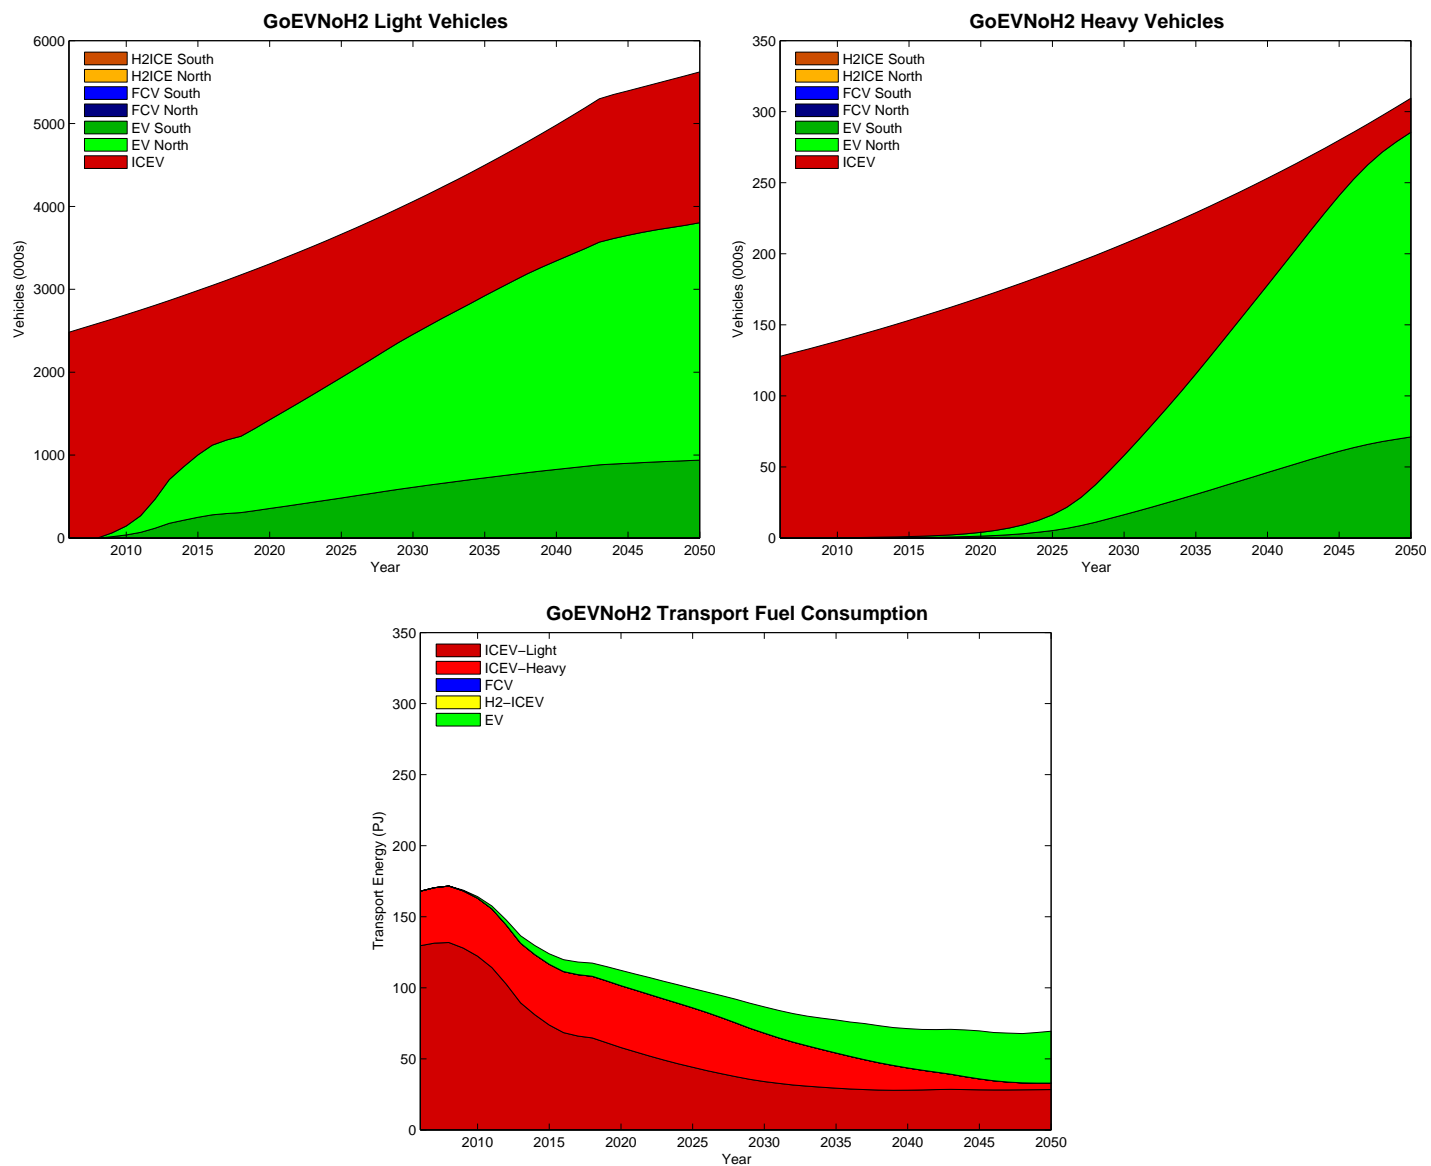 GoEVNoH2 Light Vehicles
6000
5000
4000
3000
2000
1000
0
Vehicles (000s)
H2ICE South
H2ICE North
FCV South
FCV North
EV South
EV North
ICEV
2010 2015 2020 2025 2030 2035 2040 2045 2050
Year
GoEVNoH2 Heavy Vehicles
350
300
250
200
150
100
50
0
Vehicles (000s)
H2ICE South
H2ICE North
FCV South
FCV North
EV South
EV North
ICEV
2010 2015 2020 2025 2030 2035 2040 2045 2050
Year
GoEVNoH2 Transport Fuel Consumption
350
300
250
200
150
100
50
0
Transport Energy (PJ)
ICEV−Light
ICEV−Heavy
FCV
H2−ICEV
EV
2010 2015 2020 2025 2030 2035 2040 2045 2050
Year